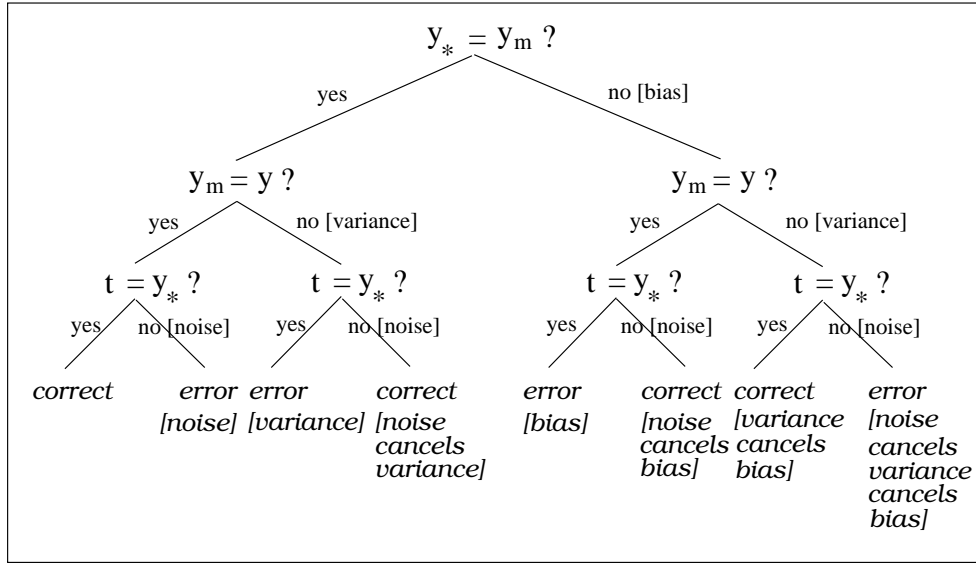 y* = ym ?
yes
no [bias]
ym = y ?
ym = y ?
yes
no [variance]
yes
no [variance]
t = y* ?
t = y* ?
t = y* ?
t = y* ?
yes
no [noise]
yes
no [noise]
yes
no [noise]
yes
no [noise]
correct
error
[noise]
error
[variance]
correct
[noise
cancels
variance]
error
[bias]
correct
[noise
cancels
bias]
correct
[variance
cancels
bias]
error
[noise
cancels
variance
cancels
bias]